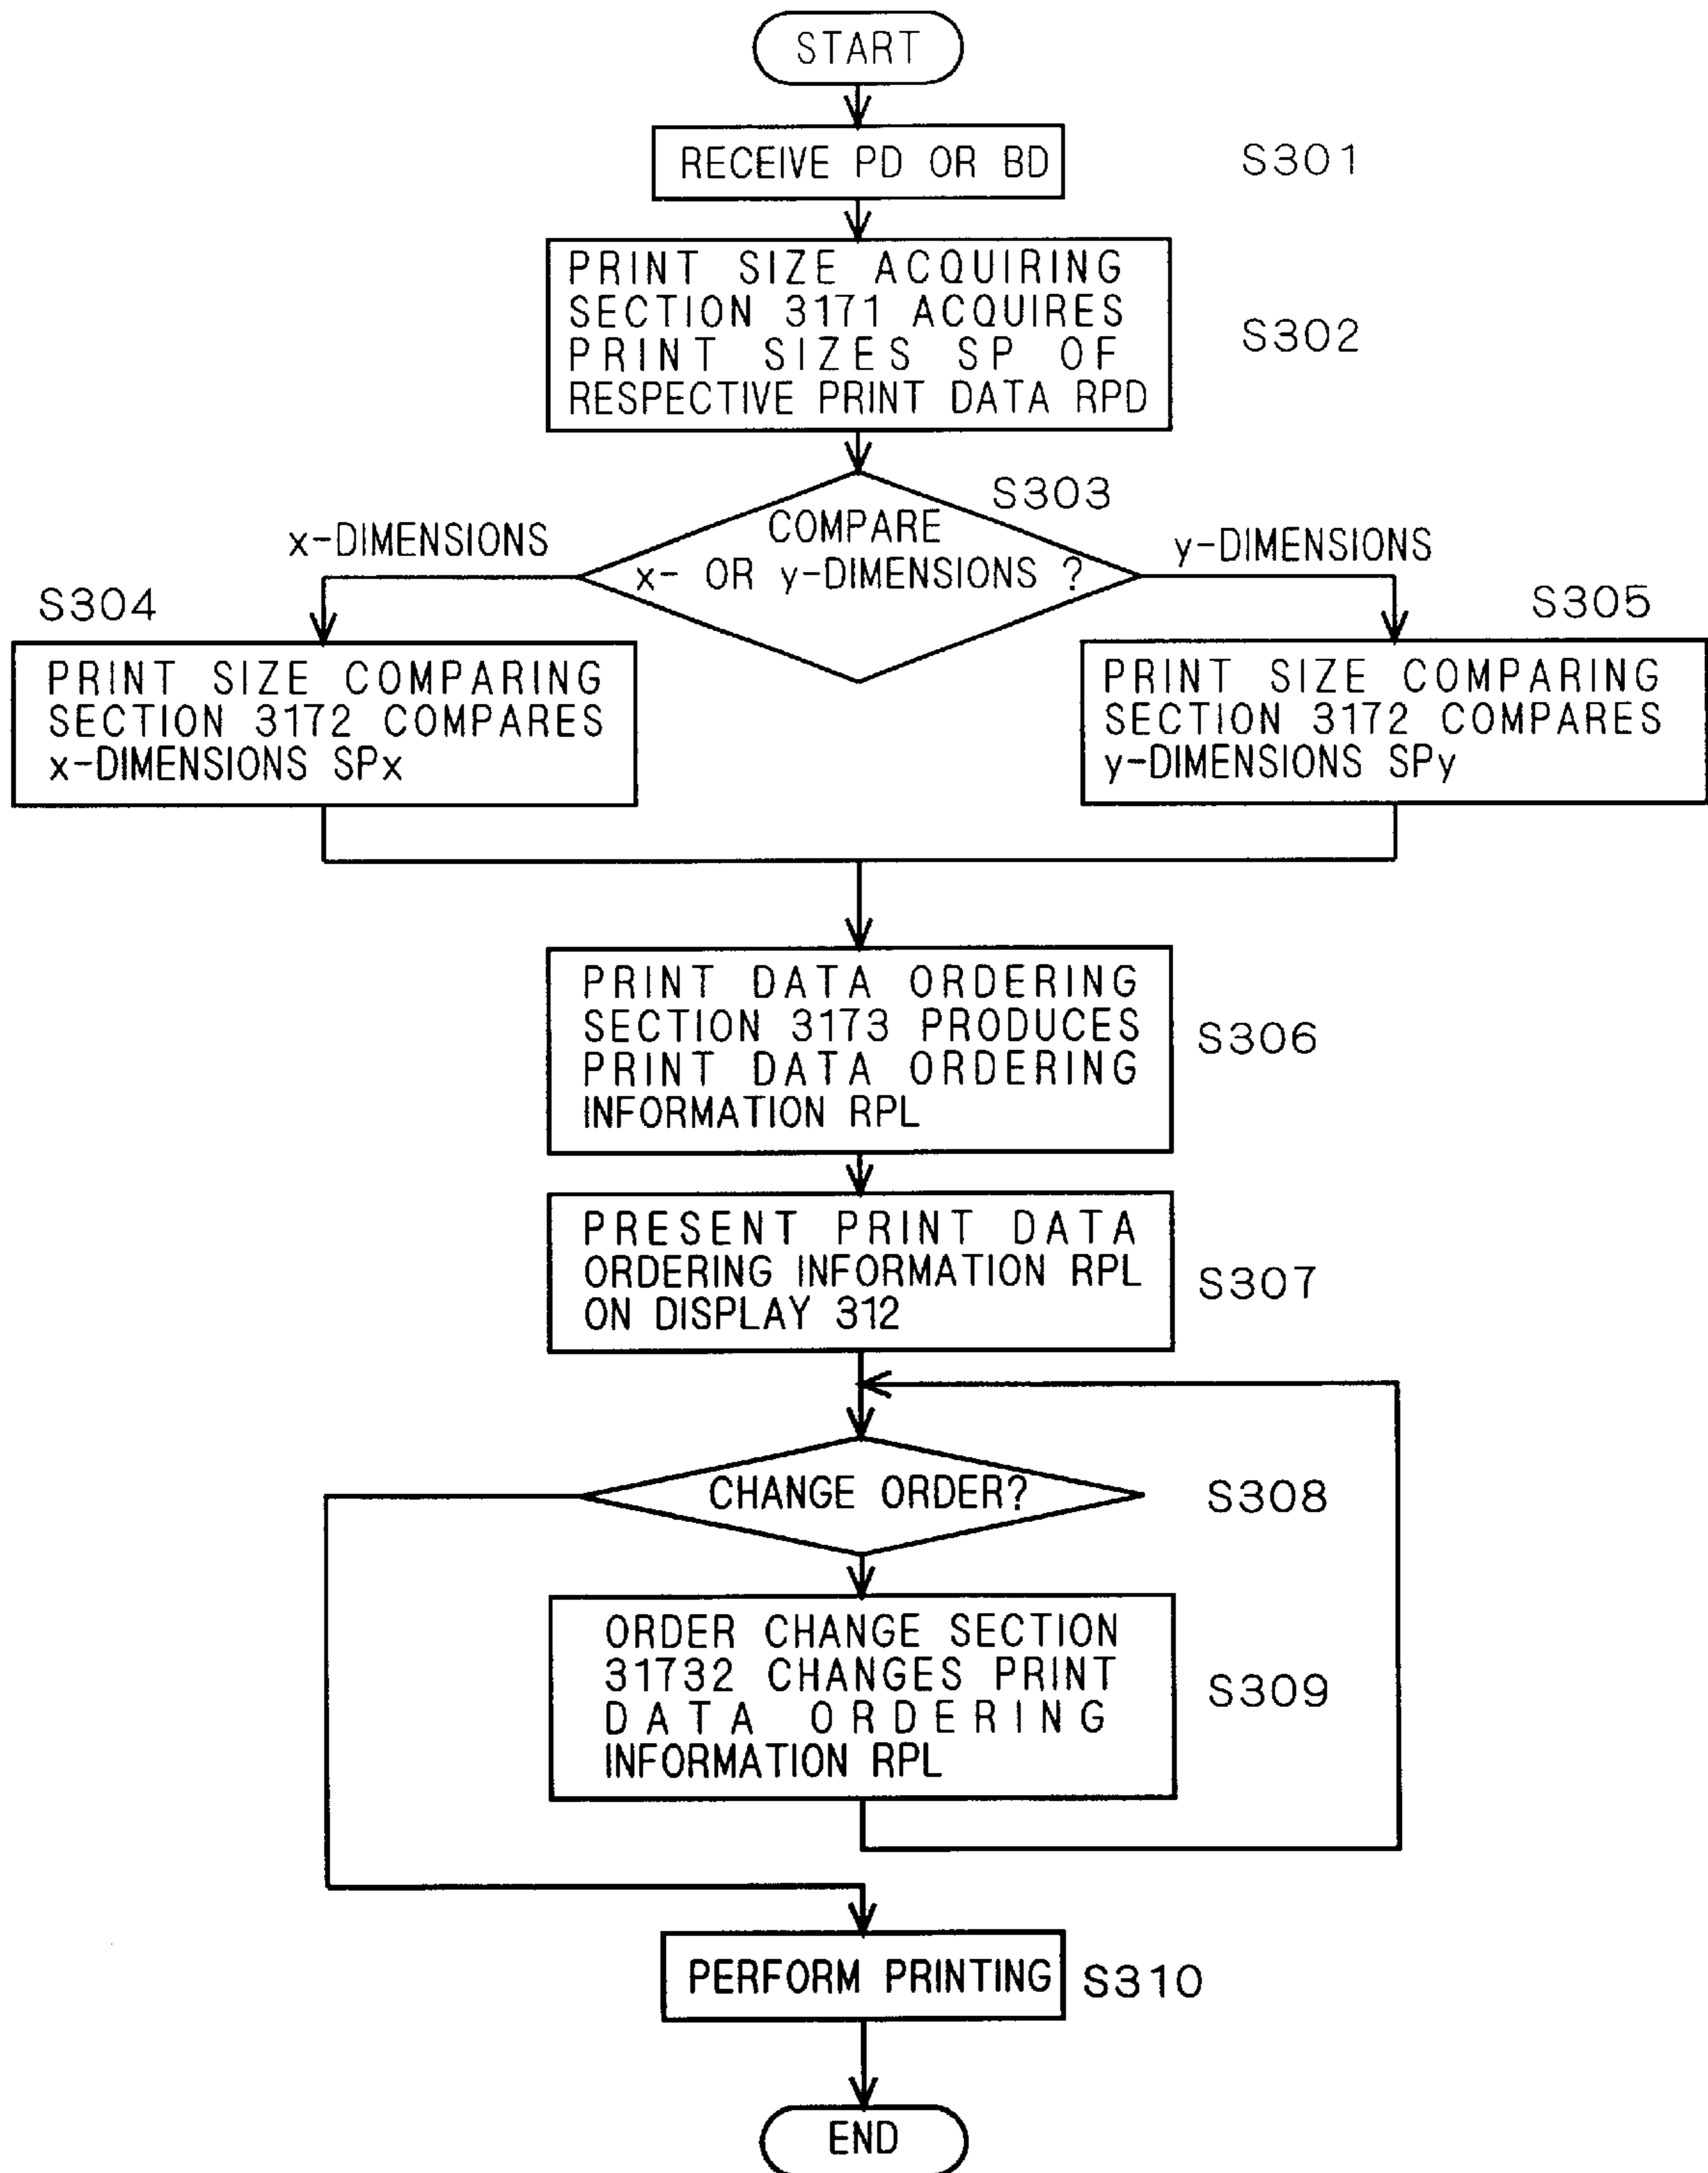 START
RECEIVE PD OR BD
S301
PRINT SIZE ACQUIRING
SECTION 3171 ACQUIRES
PRINT SIZES SP OF
RESPECTIVE PRINT DATA RPD
S302
S303
COMPARE
x- OR y-DIMENSIONS ?
x-DIMENSIONS
y-DIMENSIONS
S304
PRINT SIZE COMPARING
SECTION 3172 COMPARES
x-DIMENSIONS SPx
S305
PRINT SIZE COMPARING
SECTION 3172 COMPARES
y-DIMENSIONS SPy
PRINT DATA ORDERING
SECTION 3173 PRODUCES
PRINT DATA ORDERING
INFORMATION RPL
S306
PRESENT PRINT DATA
ORDERING INFORMATION RPL
ON DISPLAY 312
S307
CHANGE ORDER?
S308
ORDER CHANGE SECTION
31732 CHANGES PRINT
DATA ORDERING
INFORMATION RPL
S309
PERFORM PRINTING
S310
END